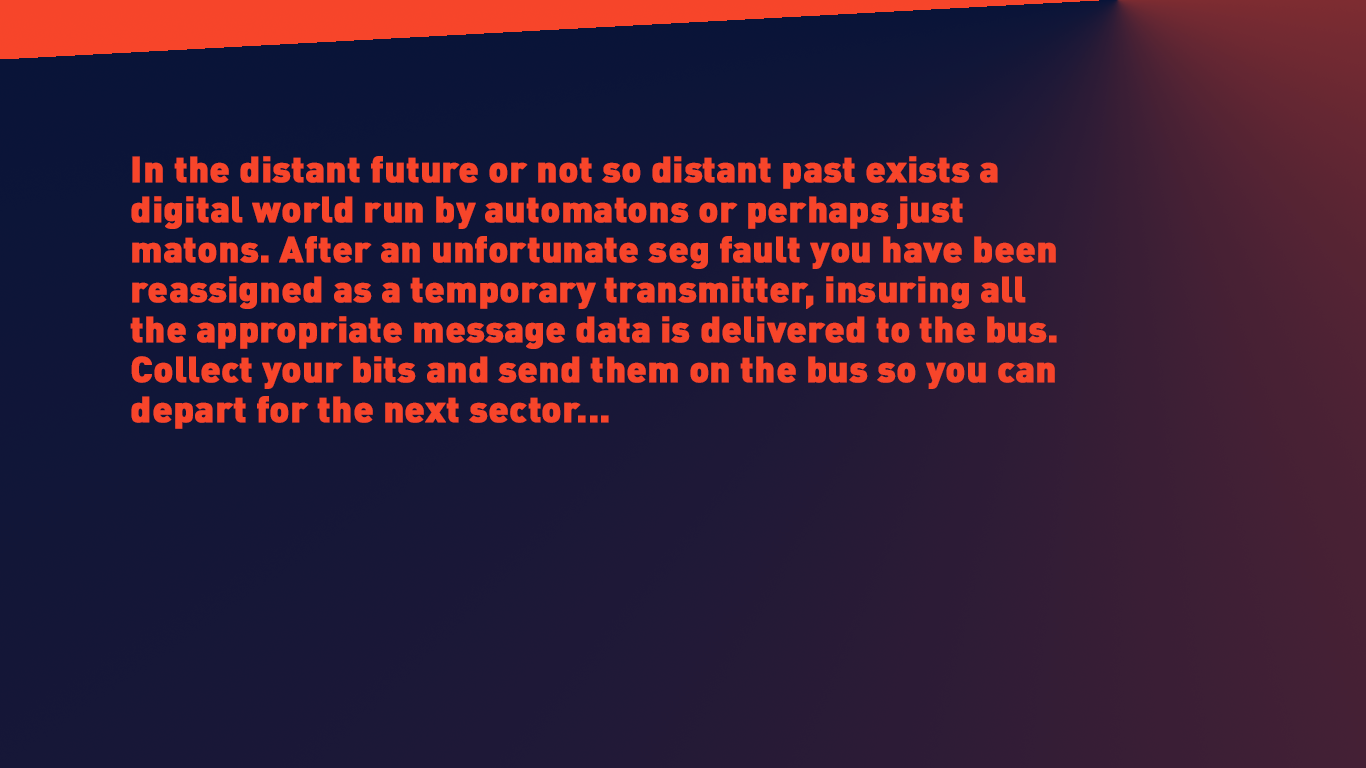 In the distant future or not so distant past exists a
digital world run by automatons or perhaps just
matons. After an unfortunate seg fault you have been
reassigned as a temporary transmitter, insuring all
the appropriate message data is delivered to the bus.
Collect your bits and send them on the bus so you can
depart for the next sector...